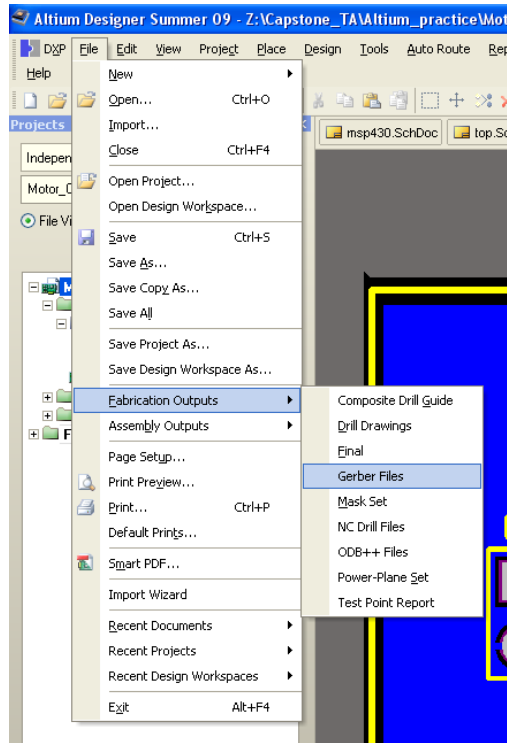 Altium Designer Summer 09 - Z:\Capstone_TA\Altium_practice\Mot
DXP File Edit View Project Place Design Tools Auto Route Rep
Help
Projects
msp430.SchDoc top.Sc
Indepen
Motor_C
File Vi
M
F
New
Open... Ctrl+O
Import...
Close Ctrl+F4
Open Project...
Open Design Workspace...
Save Ctrl+S
Save As...
Save Copy As...
Save All
Save Project As...
Save Design Workspace As...
Fabrication Outputs
Assembly Outputs
Page Setup...
Print Preview...
Print... Ctrl+P
Default Prints...
Smart PDF...
Import Wizard
Recent Documents
Recent Projects
Recent Design Workspaces
Exit Alt+F4
Composite Drill Guide
Drill Drawings
Final
Gerber Files
Mask Set
NC Drill Files
ODB++ Files
Power-Plane Set
Test Point Report